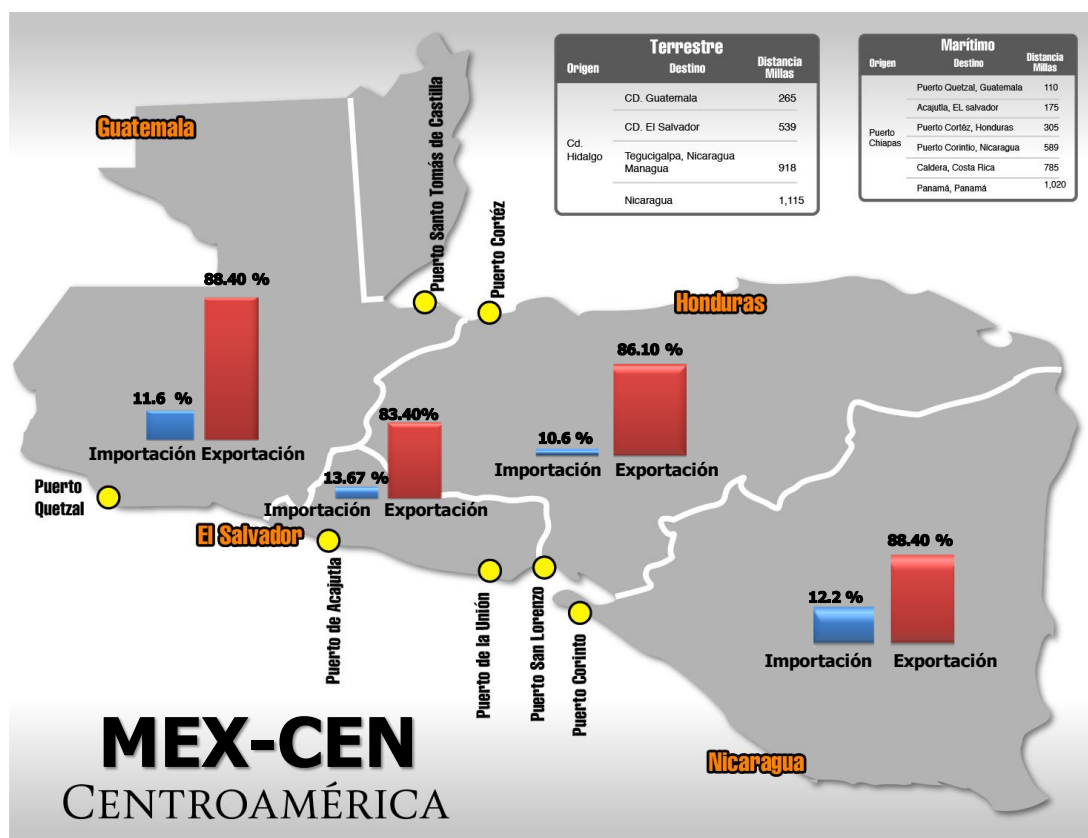 Terrestre
Origen Destino Distancia
Millas
CD. Guatemala 265
CD. El Salvador 539
Cd.
Hidalgo
Tegucigalpa, Nicaragua
Managua 918
Nicaragua 1,115
Marítimo
Origen Destino Distancia
Millas
Puerto Quetzal, Guatemala 110
Acajutla, EL salvador 175
Puerto
Chiapas
Puerto Cortéz, Honduras 305
Puerto Corintio, Nicaragua 589
Caldera, Costa Rica 785
Panamá, Panamá 1,020
Guatemala
Puerto Santo Tomás de Castilla
Puerto Cortéz
Honduras
88.40 %
11.6 %
Importación Exportación
86.10 %
10.6 %
Importación Exportación
83.40%
13.67 %
Importación Exportación
Puerto
Quetzal
El Salvador
Puerto de Acajutla
Puerto de la Unión
Puerto San Lorenzo
Puerto Corinto
88.40 %
12.2 %
Importación Exportación
Nicaragua
MEX-CEN
CENTROAMÉRICA